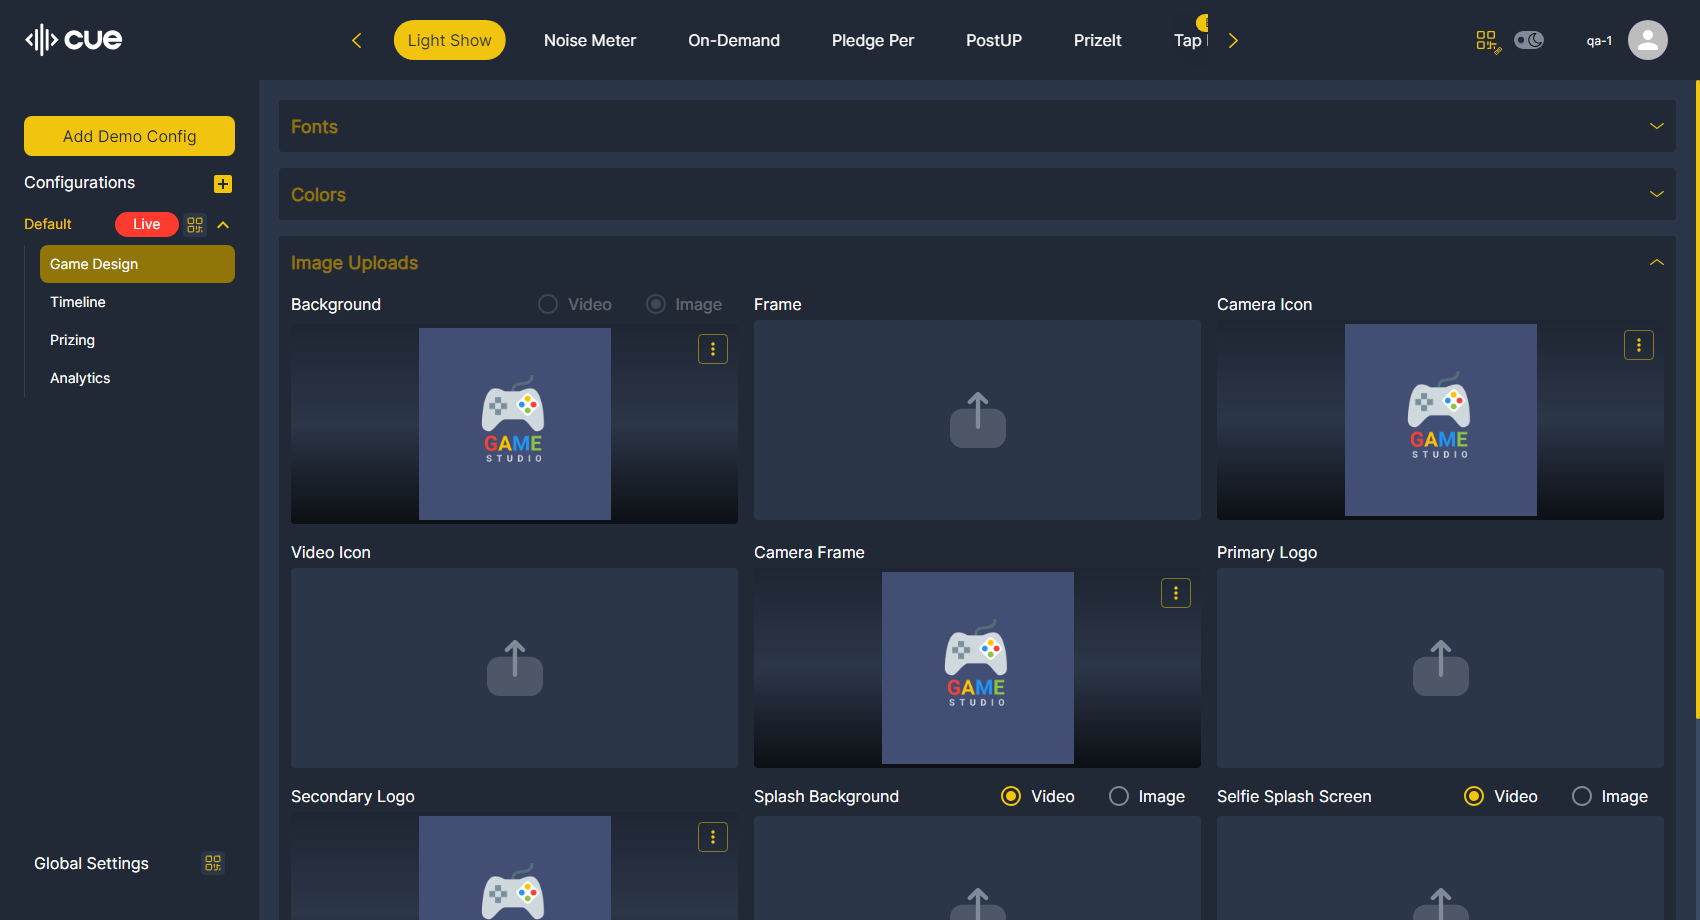 cue
Light Show
Noise Meter
On-Demand
Pledge Per
PostUP
PrizeIt
Tap
qa-1
Add Demo Config
Configurations
Default
Live
Game Design
Timeline
Prizing
Analytics
Global Settings
Fonts
Colors
Image Uploads
Background
Video
Image
Frame
Camera Icon
GAME
STUDIO
GAME
STUDIO
Video Icon
Camera Frame
Primary Logo
GAME
STUDIO
Secondary Logo
Splash Background
Video
Image
Selfie Splash Screen
Video
Image